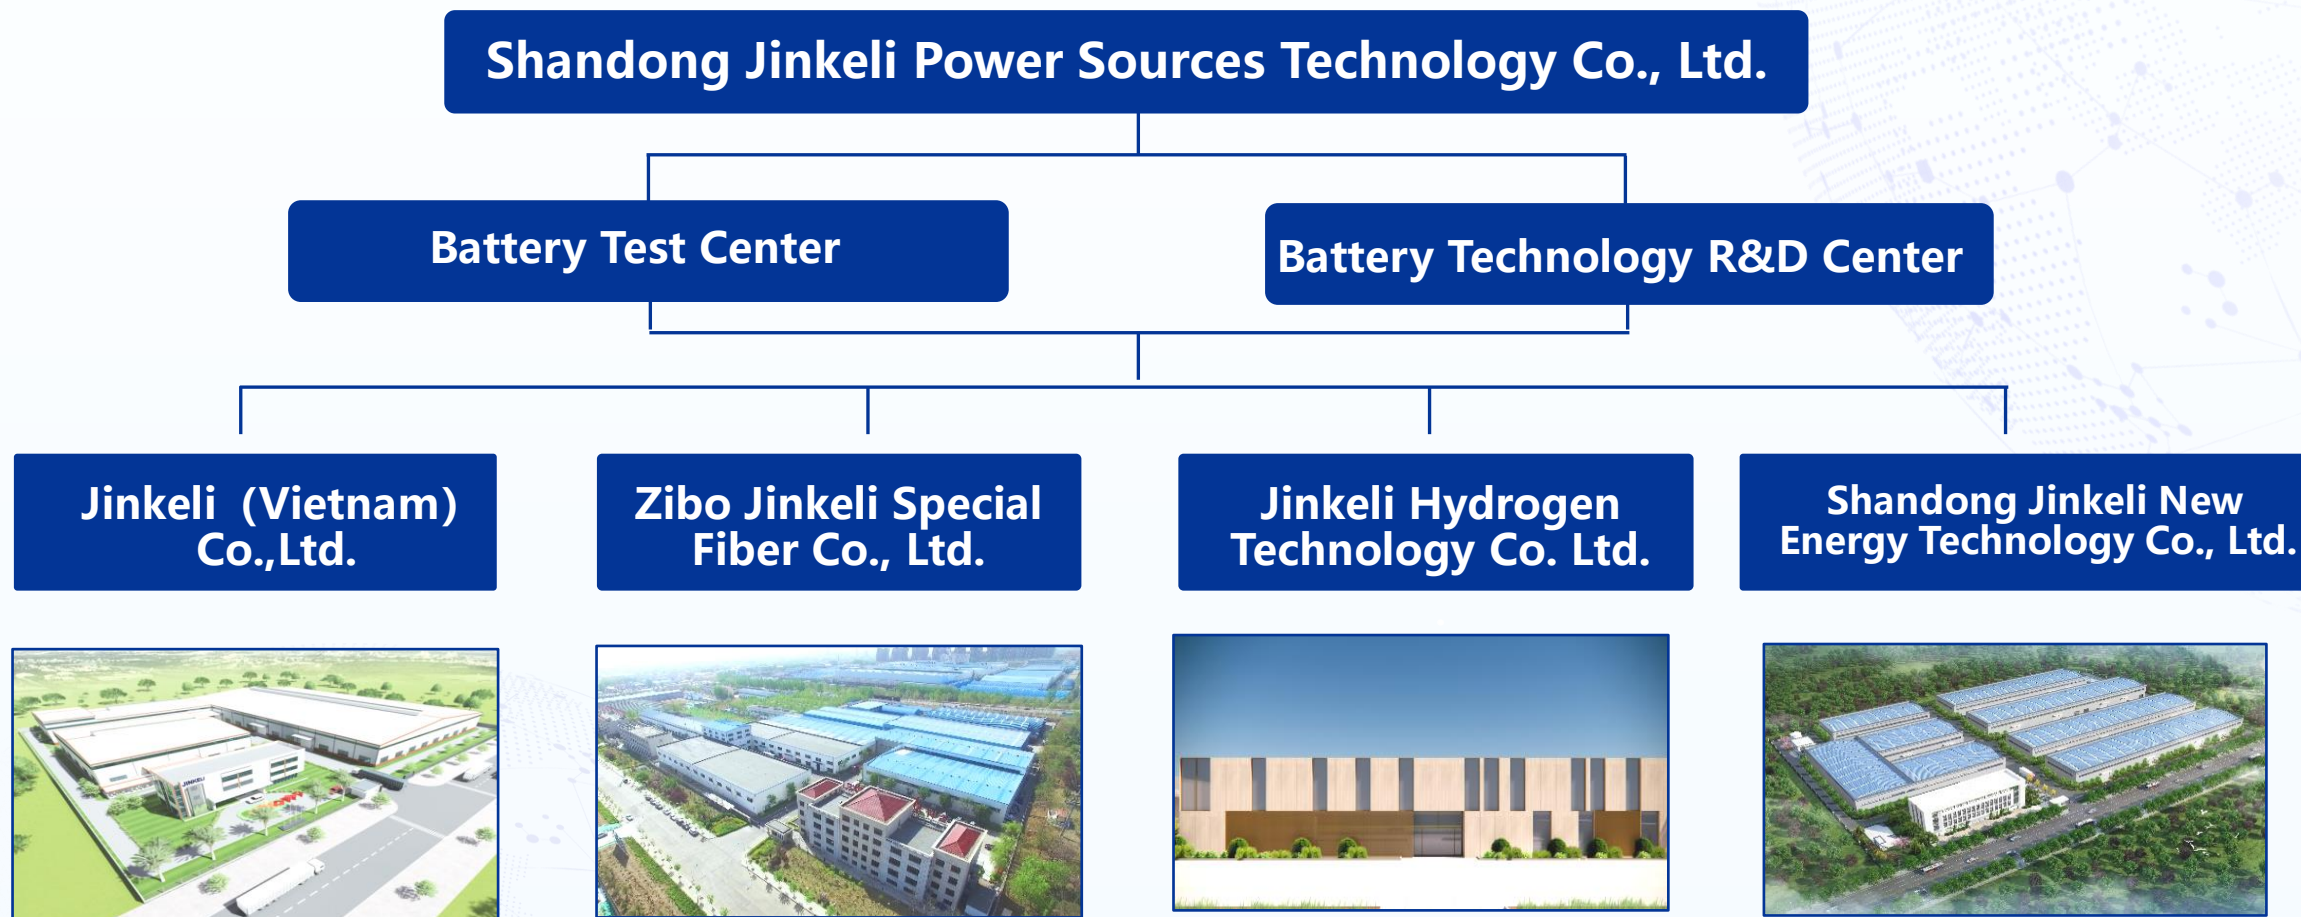 Shandong Jinkeli Power Sources Technology Co., Ltd.
Battery Test Center
Battery Technology R&D Center
Jinkeli (Vietnam)
Co.,Ltd.
Zibo Jinkeli Special
Fiber Co., Ltd.
Jinkeli Hydrogen
Technology Co. Ltd.
Shandong Jinkeli New
Energy Technology Co., Ltd.
JINKELI